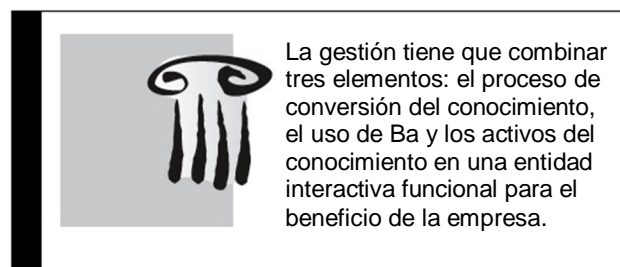 La gestión tiene que combinar
tres elementos: el proceso de
conversión del conocimiento,
el uso de Ba y los activos del
conocimiento en una entidad
interactiva funcional para el
beneficio de la empresa.